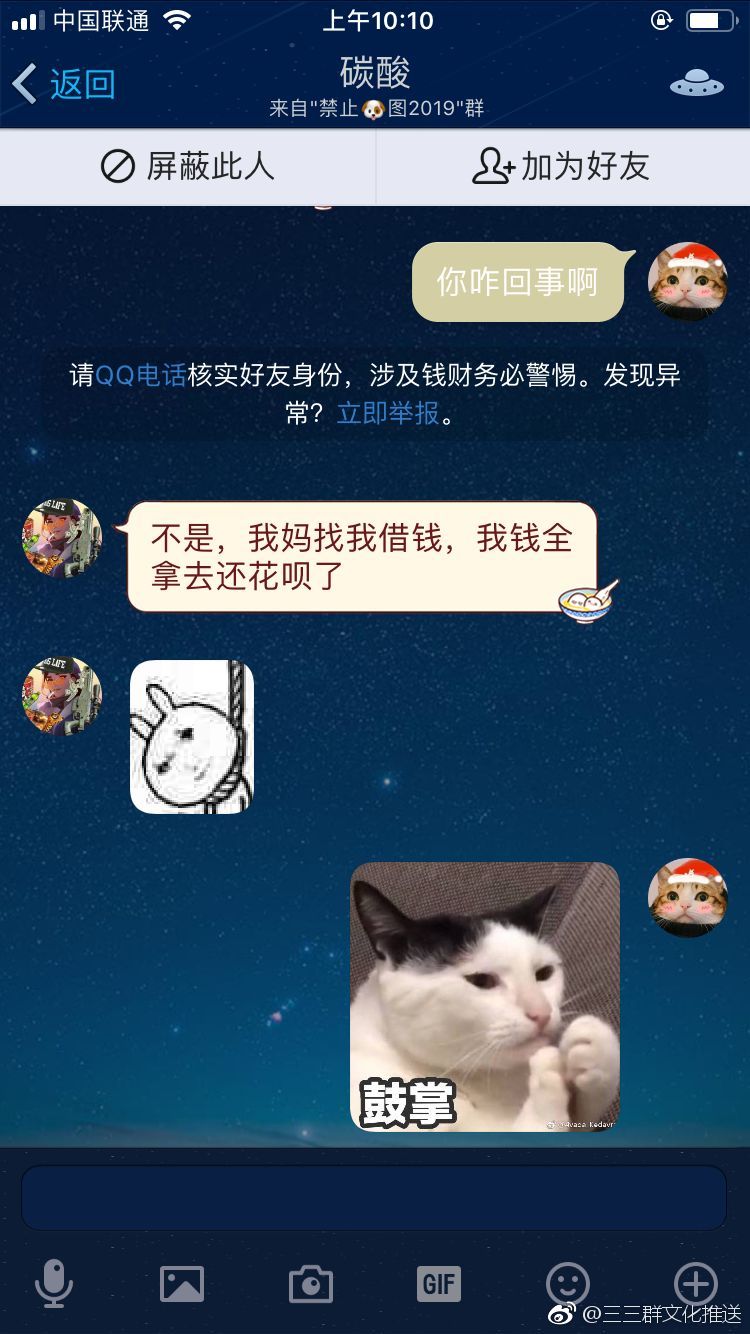 中国联通
上午10:10
返回
碳酸
来自"禁止🐶图2019"群
屏蔽此人
加为好友
你咋回事啊
请QQ电话核实好友身份，涉及钱财务必警惕。发现异
常？立即举报。
不是，我妈找我借钱，我钱全
拿去还花呗了
鼓掌
GIF
@三三群文化推送